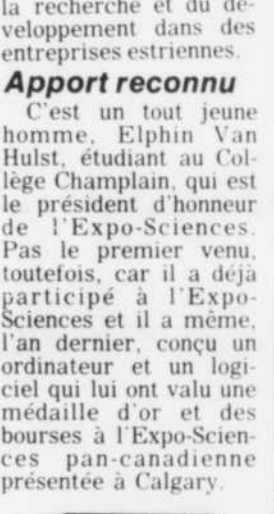 la recherche et du dé-
veloppement dans des
entreprises estriennes.
Apport reconnu
C'est un tout jeune
homme, Elphin Van
Hulst, étudiant au Col-
lège Champlain, qui est
le président d'honneur
de l'Expo-Sciences.
Pas le premier venu,
toutefois, car il a déjà
participé à l'Expo-
Sciences et il a même,
l'an dernier, conçu un
ordinateur et un logi-
ciel qui lui ont valu une
médaille d'or et des
bourses à l'Expo-Scien-
ces pan-canadienne
présentée à Calgary.